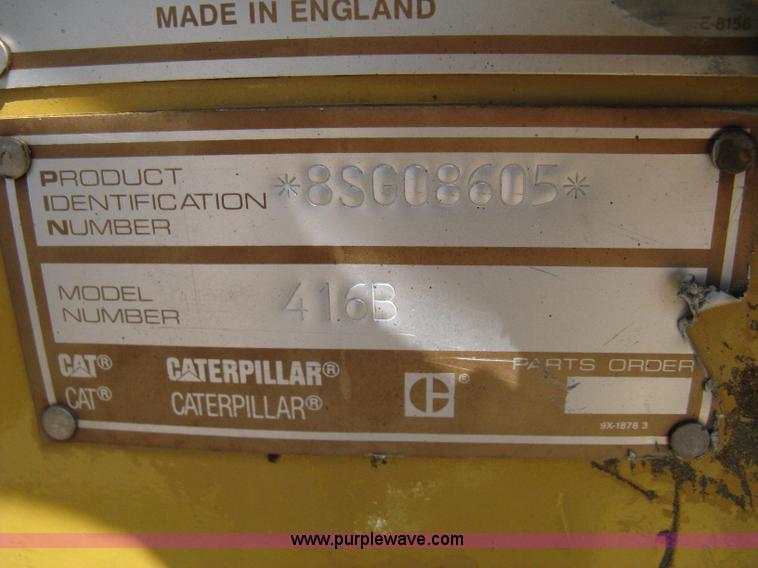 MADE IN ENGLAND
E-8156
PRODUCT
IDENTIFICATION
NUMBER
*8SG08605*
MODEL
NUMBER
416B
CAT® CATERPILLAR®
PARTS ORDER
CAT® CATERPILLAR® C ®
9X-1878 3
www.purplewave.com